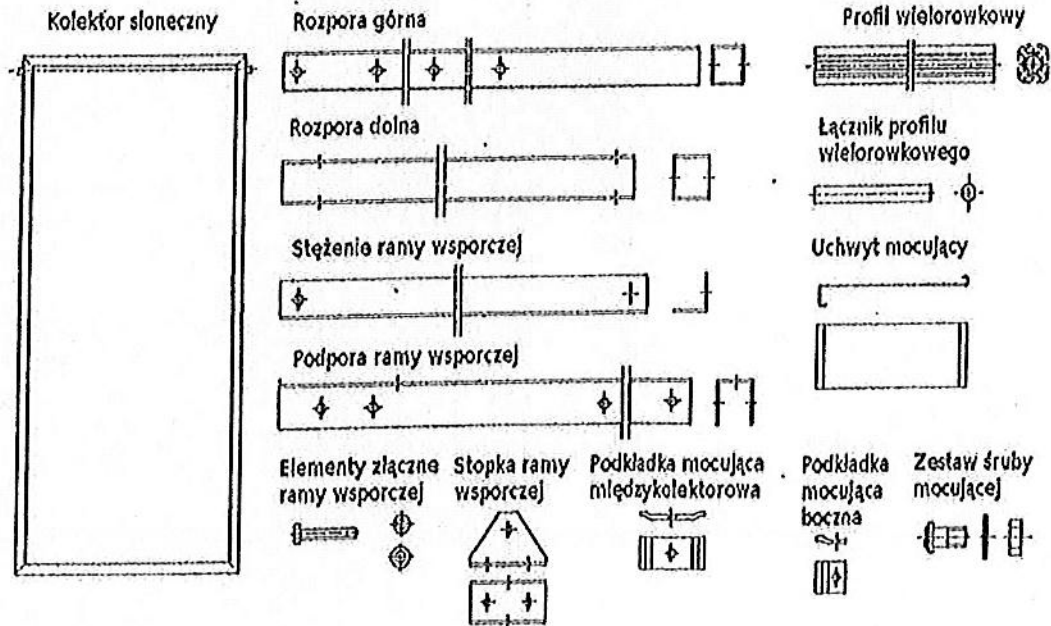 Kolektor słoneczny
Rozpora górna
Profil wielorowkowy
Rozpora dolna
Łącznik profilu
wielorowkowego
Stężenie ramy wsporczej
Uchwyt mocujący
Podpora ramy wsporczej
Elementy złączne
ramy wsporczej
Stopka ramy
wsporczej
Podkładka mocująca
międzykolektorowa
Podkładka
mocująca
boczna
Zestaw śruby
mocującej